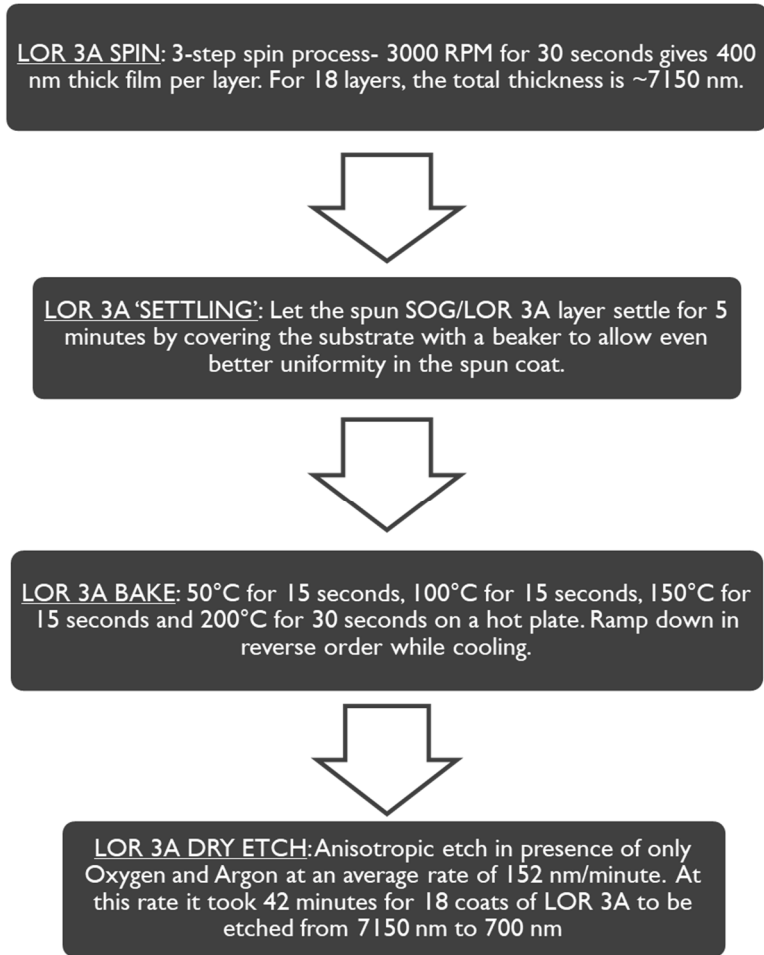 LOR 3A SPIN: 3-step spin process- 3000 RPM for 30 seconds gives 400
nm thick film per layer. For 18 layers, the total thickness is ~7150 nm.
LOR 3A ‘SETTLING’: Let the spun SOG/LOR 3A layer settle for 5
minutes by covering the substrate with a beaker to allow even
better uniformity in the spun coat.
LOR 3A BAKE: 50°C for 15 seconds, 100°C for 15 seconds, 150°C for
15 seconds and 200°C for 30 seconds on a hot plate. Ramp down in
reverse order while cooling.
LOR 3A DRY ETCH: Anisotropic etch in presence of only
Oxygen and Argon at an average rate of 152 nm/minute. At
this rate it took 42 minutes for 18 coats of LOR 3A to be
etched from 7150 nm to 700 nm